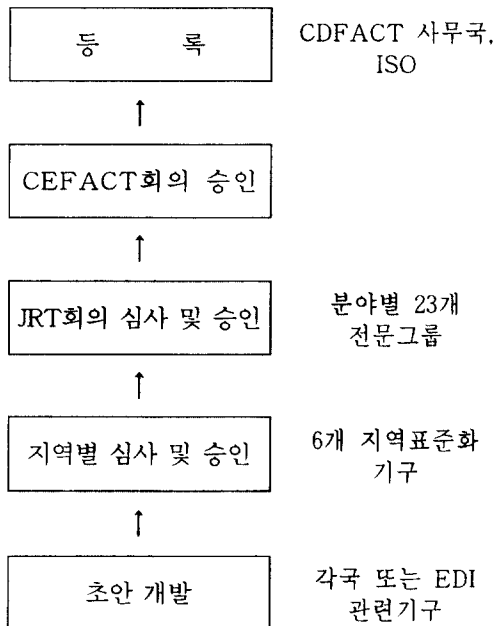 등 록
CDFACT 사무국,
ISO
↑
CEFACT회의 승인
↑
JRT회의 심사 및 승인
분야별 23개
전문그룹
↑
지역별 심사 및 승인
6개 지역표준화
기구
↑
초안 개발
각국 또는 EDI
관련기구